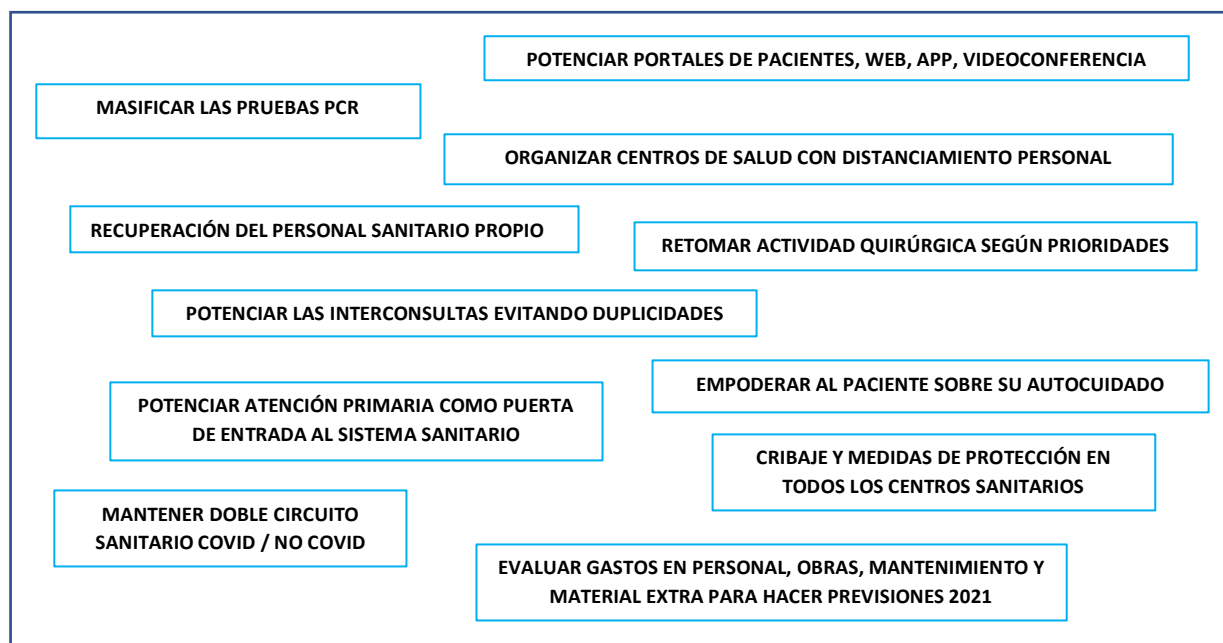 POTENCIAR PORTALES DE PACIENTES, WEB, APP, VIDEOCONFERENCIA
MASIFICAR LAS PRUEBAS PCR
ORGANIZAR CENTROS DE SALUD CON DISTANCIAMIENTO PERSONAL
RECUPERACIÓN DEL PERSONAL SANITARIO PROPIO
RETOMAR ACTIVIDAD QUIRÚRGICA SEGÚN PRIORIDADES
POTENCIAR LAS INTERCONSULTAS EVITANDO DUPLICIDADES
EMPODERAR AL PACIENTE SOBRE SU AUTOCUIDADO
POTENCIAR ATENCIÓN PRIMARIA COMO PUERTA
DE ENTRADA AL SISTEMA SANITARIO
CRIBAJE Y MEDIDAS DE PROTECCIÓN EN
TODOS LOS CENTROS SANITARIOS
MANTENER DOBLE CIRCUITO
SANITARIO COVID / NO COVID
EVALUAR GASTOS EN PERSONAL, OBRAS, MANTENIMIENTO Y
MATERIAL EXTRA PARA HACER PREVISIONES 2021